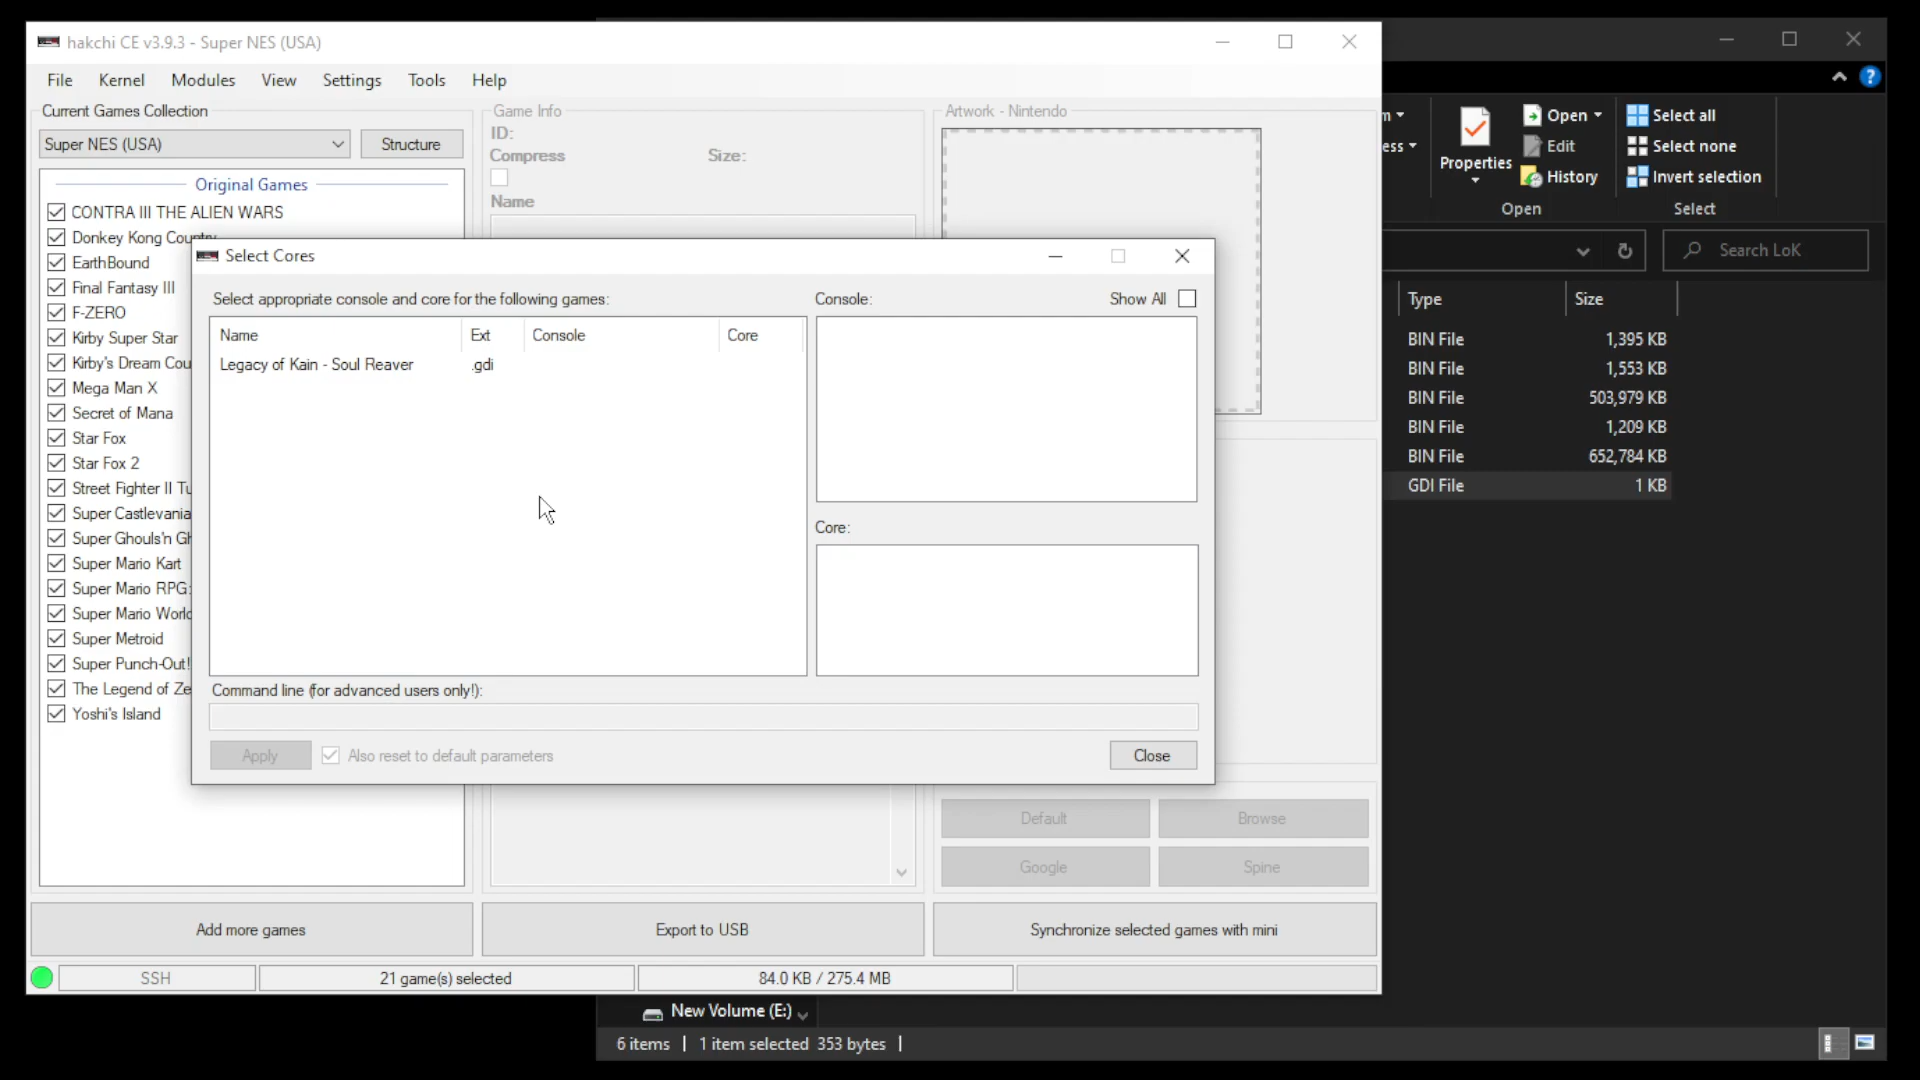 hakchi CE v3.9.3 - Super NES (USA)
File Kernel Modules View Settings Tools Help
Current Games Collection
Super NES (USA)
Structure
Original Games
CONTRA III THE ALIEN WARS
Donkey Kong Country
EarthBound
Final Fantasy III
F-ZERO
Kirby Super Star
Kirby's Dream Cou
Mega Man X
Secret of Mana
Star Fox
Star Fox 2
Street Fighter II Tu
Super Castlevania
Super Ghouls'n Gh
Super Mario Kart
Super Mario RPG:
Super Mario World
Super Metroid
Super Punch-Out!
The Legend of Ze
Yoshi's Island
Game Info
ID:
Compress
Size:
Name
Artwork - Nintendo
Select Cores
Select appropriate console and core for the following games:
Name Ext Console Core
Legacy of Kain - Soul Reaver .gdi
Console:
Show All
Core:
Command line (for advanced users only!):
Apply
Also reset to default parameters
Close
Default
Browse
Google
Spine
Add more games
Export to USB
Synchronize selected games with mini
SSH
21 game(s) selected
84.0 KB / 275.4 MB
m
ess
Properties
Open
Edit
History
Open
Select all
Select none
Invert selection
Select
Search LoK
Type Size
BIN File 1,395 KB
BIN File 1,553 KB
BIN File 503,979 KB
BIN File 1,209 KB
BIN File 652,784 KB
GDI File 1 KB
New Volume (E:)
6 items | 1 item selected 353 bytes |